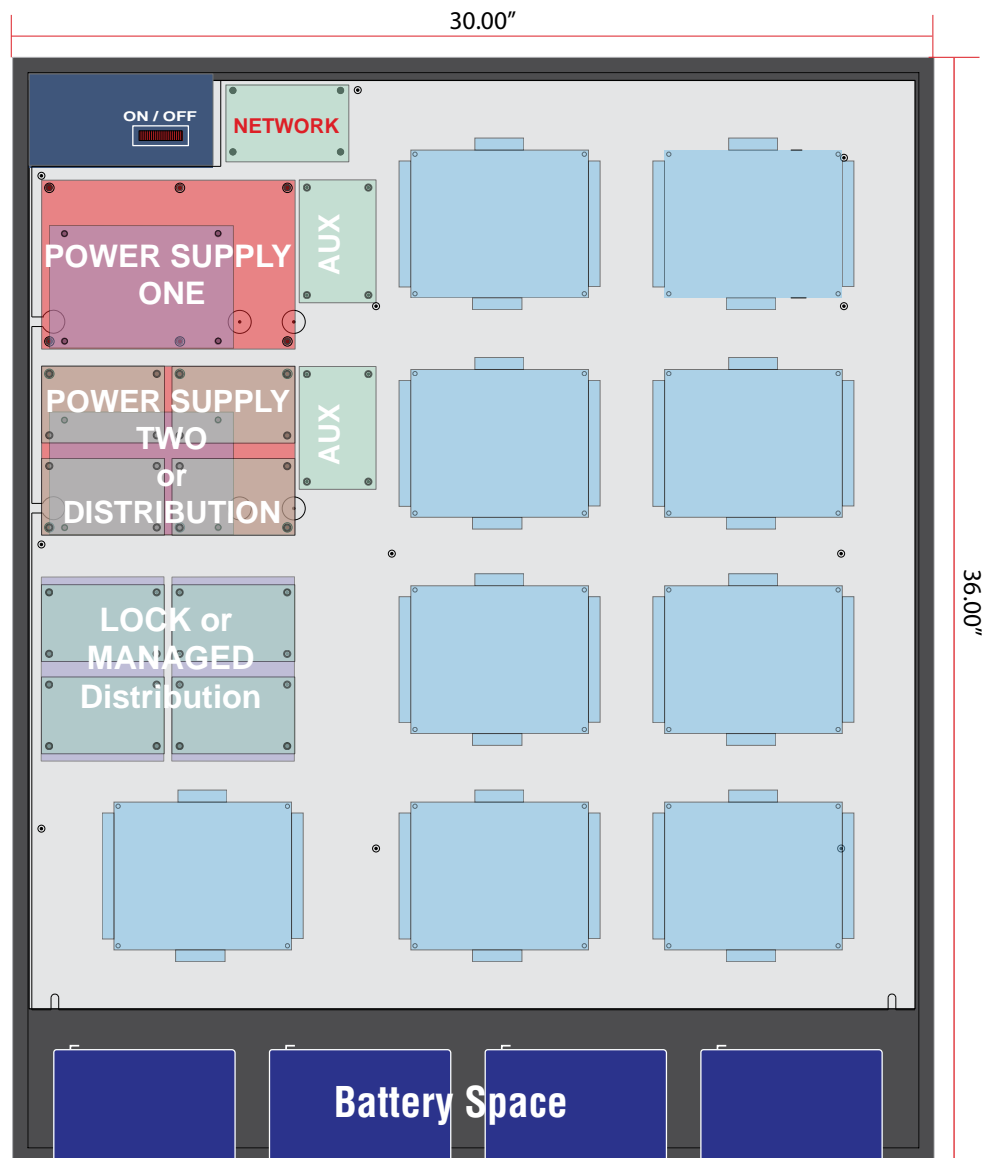 30.00”
ON / OFF
NETWORK
POWER SUPPLY
ONE
AUX
POWER SUPPLY
TWO
or
DISTRIBUTION
AUX
36.00”
LOCK or
MANAGED
Distribution
Battery Space